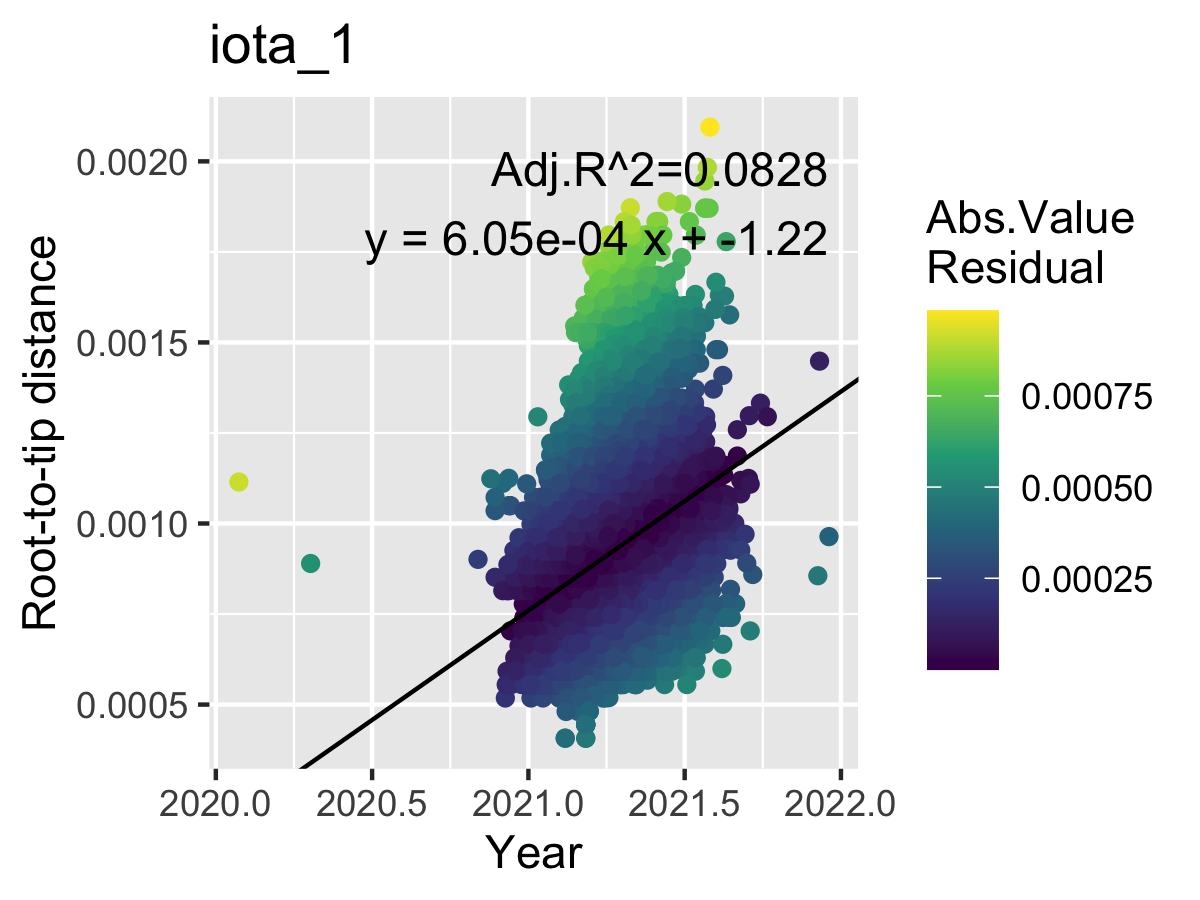 iota_1
Adj.R^2=0.0828
y = 6.05e-04 x + -1.22
0.0020
0.0015
0.0010
0.0005
Root-to-tip distance
2020.0 2020.5 2021.0 2021.5 2022.0
Year
Abs.Value
Residual
0.00075
0.00050
0.00025